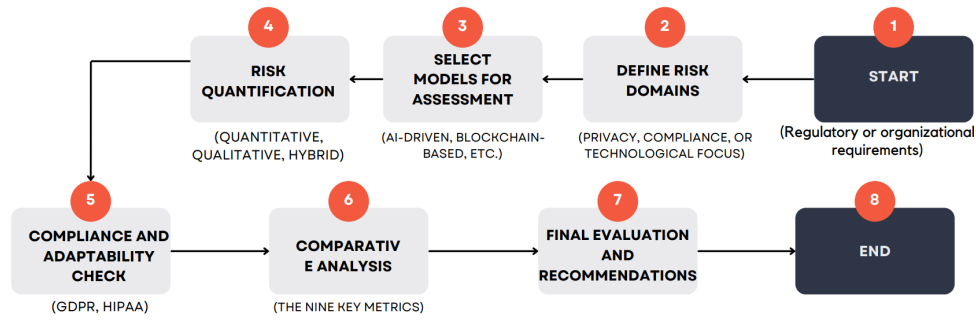 1
START
(Regulatory or organizational
requirements)
2
DEFINE RISK
DOMAINS
(PRIVACY, COMPLIANCE, OR
TECHNOLOGICAL FOCUS)
3
SELECT
MODELS FOR
ASSESSMENT
(AI-DRIVEN, BLOCKCHAIN-
BASED, ETC.)
4
RISK
QUANTIFICATION
(QUANTITATIVE,
QUALITATIVE, HYBRID)
5
COMPLIANCE AND
ADAPTABILITY
CHECK
(GDPR, HIPAA)
6
COMPARATIV
E ANALYSIS
(THE NINE KEY METRICS)
7
FINAL EVALUATION
AND
RECOMMENDATIONS
8
END